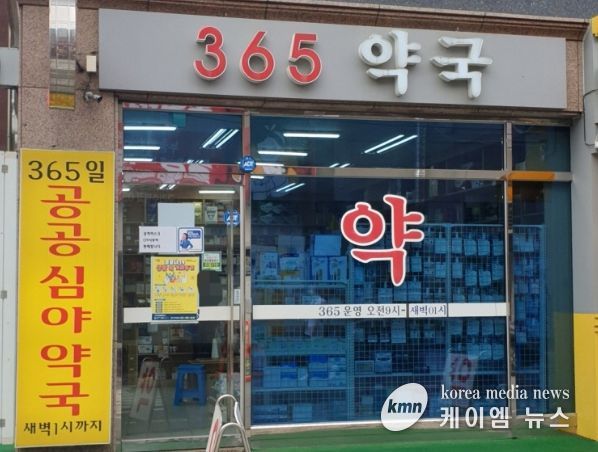 365 약국
365일
공공심야약국
새벽1시까지
약
365 운영 오전9시~새벽01시
kmn
korea media news
케이엠 뉴스